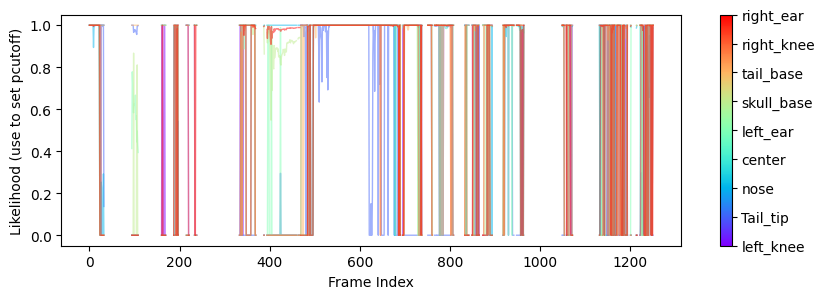 1.0
0.8
0.6
0.4
0.2
0.0
Likelihood (use to set pcutoff)
0
200
400
600
800
1000
1200
Frame Index
right_ear
right_knee
tail_base
skull_base
left_ear
center
nose
Tail_tip
left_knee